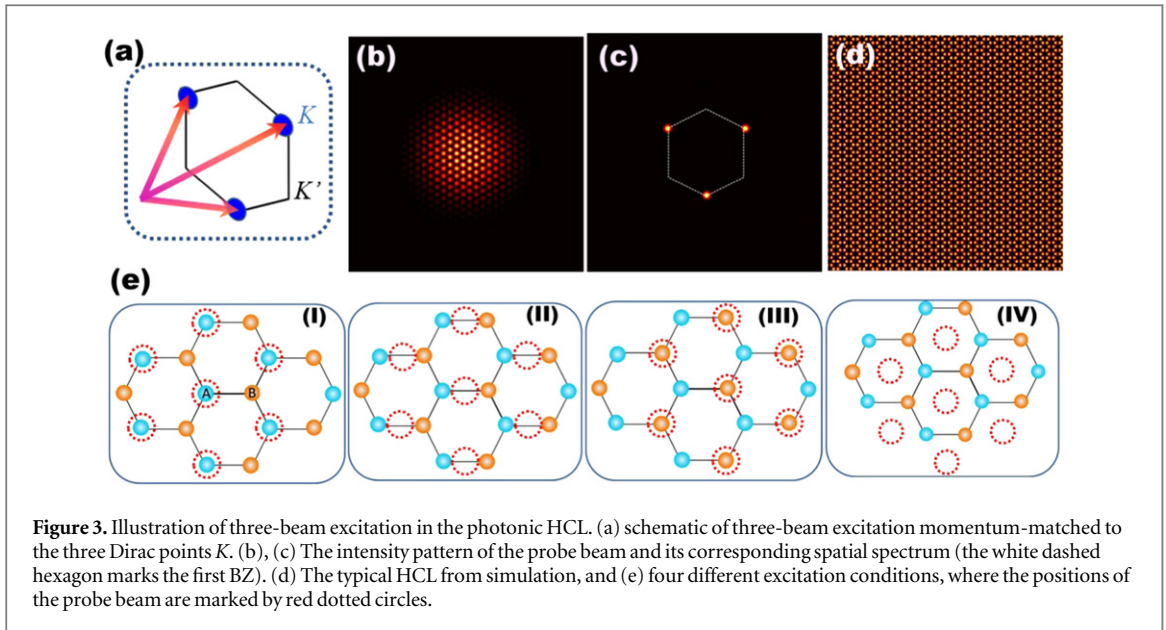 (a)
K
K'
(b)
(c)
(d)
(e)
(I)
A
B
(II)
(III)
(IV)
Figure 3. Illustration of three-beam excitation in the photonic HCL. (a) schematic of three-beam excitation momentum-matched to
the three Dirac points K. (b), (c) The intensity pattern of the probe beam and its corresponding spatial spectrum (the white dashed
hexagon marks the first BZ). (d) The typical HCL from simulation, and (e) four different excitation conditions, where the positions of
the probe beam are marked by red dotted circles.